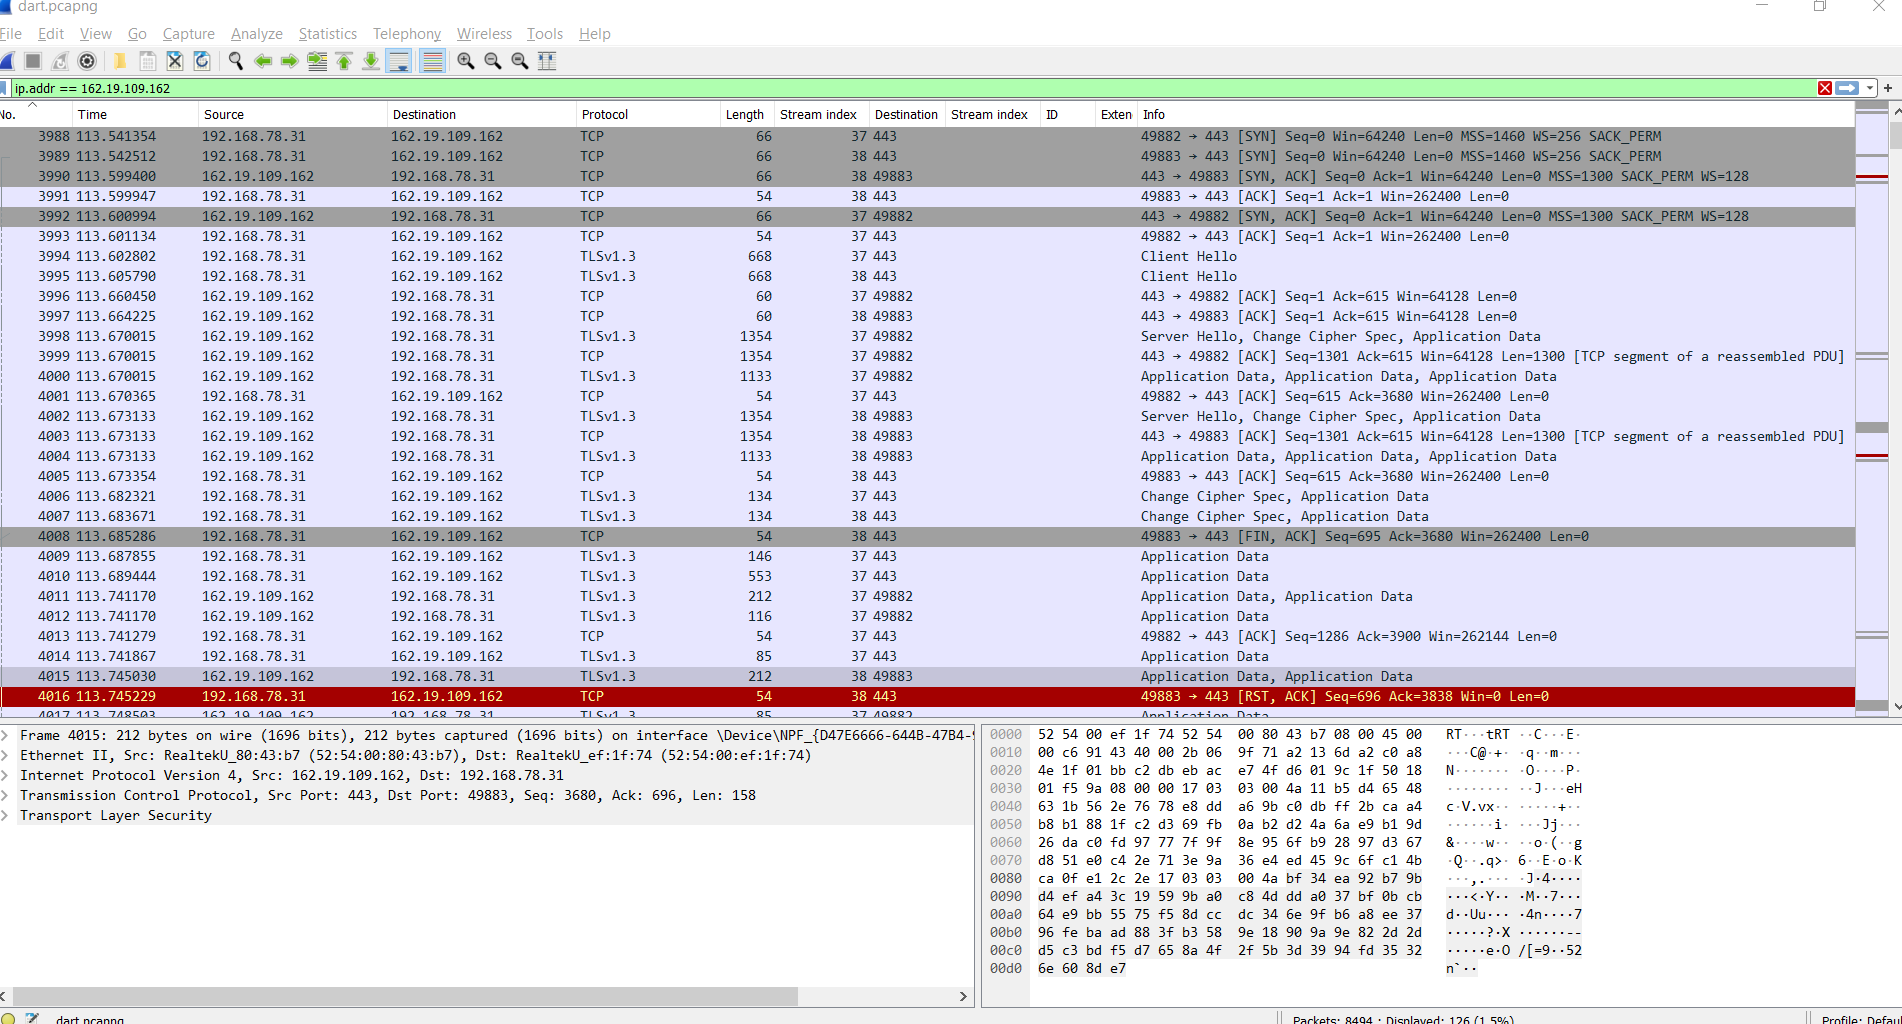 dart.pcapng
File Edit View Go Capture Analyze Statistics Telephony Wireless Tools Help
ip.addr == 162.19.109.162
No. Time Source Destination Protocol Length Stream index Destination Stream index ID Exten Info
3988 113.541354 192.168.78.31 162.19.109.162 TCP 66 37 443 49882 → 443 [SYN] Seq=0 Win=64240 Len=0 MSS=1460 WS=256 SACK_PERM
3989 113.542512 192.168.78.31 162.19.109.162 TCP 66 38 443 49883 → 443 [SYN] Seq=0 Win=64240 Len=0 MSS=1460 WS=256 SACK_PERM
3990 113.599400 162.19.109.162 192.168.78.31 TCP 66 38 49883 443 → 49883 [SYN, ACK] Seq=0 Ack=1 Win=64240 Len=0 MSS=1300 SACK_PERM WS=128
3991 113.599947 192.168.78.31 162.19.109.162 TCP 54 38 443 49883 → 443 [ACK] Seq=1 Ack=1 Win=262400 Len=0
3992 113.600994 162.19.109.162 192.168.78.31 TCP 66 37 49882 443 → 49882 [SYN, ACK] Seq=0 Ack=1 Win=64240 Len=0 MSS=1300 SACK_PERM WS=128
3993 113.601134 192.168.78.31 162.19.109.162 TCP 54 37 443 49882 → 443 [ACK] Seq=1 Ack=1 Win=262400 Len=0
3994 113.602802 192.168.78.31 162.19.109.162 TLSv1.3 668 37 443 Client Hello
3995 113.605790 192.168.78.31 162.19.109.162 TLSv1.3 668 38 443 Client Hello
3996 113.660450 162.19.109.162 192.168.78.31 TCP 60 37 49882 443 → 49882 [ACK] Seq=1 Ack=615 Win=64128 Len=0
3997 113.664225 162.19.109.162 192.168.78.31 TCP 60 38 49883 443 → 49883 [ACK] Seq=1 Ack=615 Win=64128 Len=0
3998 113.670015 162.19.109.162 192.168.78.31 TLSv1.3 1354 37 49882 Server Hello, Change Cipher Spec, Application Data
3999 113.670015 162.19.109.162 192.168.78.31 TCP 1354 37 49882 443 → 49882 [ACK] Seq=1301 Ack=615 Win=64128 Len=1300 [TCP segment of a reassembled PDU]
4000 113.670015 162.19.109.162 192.168.78.31 TLSv1.3 1133 37 49882 Application Data, Application Data, Application Data
4001 113.670365 192.168.78.31 162.19.109.162 TCP 54 37 443 49882 → 443 [ACK] Seq=615 Ack=3680 Win=262400 Len=0
4002 113.673133 162.19.109.162 192.168.78.31 TLSv1.3 1354 38 49883 Server Hello, Change Cipher Spec, Application Data
4003 113.673133 162.19.109.162 192.168.78.31 TCP 1354 38 49883 443 → 49883 [ACK] Seq=1301 Ack=615 Win=64128 Len=1300 [TCP segment of a reassembled PDU]
4004 113.673133 162.19.109.162 192.168.78.31 TLSv1.3 1133 38 49883 Application Data, Application Data, Application Data
4005 113.673354 192.168.78.31 162.19.109.162 TCP 54 38 443 49883 → 443 [ACK] Seq=615 Ack=3680 Win=262400 Len=0
4006 113.682321 192.168.78.31 162.19.109.162 TLSv1.3 134 37 443 Change Cipher Spec, Application Data
4007 113.683671 192.168.78.31 162.19.109.162 TLSv1.3 134 38 443 Change Cipher Spec, Application Data
4008 113.685286 192.168.78.31 162.19.109.162 TCP 54 38 443 49883 → 443 [FIN, ACK] Seq=695 Ack=3680 Win=262400 Len=0
4009 113.687855 192.168.78.31 162.19.109.162 TLSv1.3 146 37 443 Application Data
4010 113.689444 192.168.78.31 162.19.109.162 TLSv1.3 553 37 443 Application Data
4011 113.741170 162.19.109.162 192.168.78.31 TLSv1.3 212 37 49882 Application Data, Application Data
4012 113.741170 162.19.109.162 192.168.78.31 TLSv1.3 116 37 49882 Application Data
4013 113.741279 192.168.78.31 162.19.109.162 TCP 54 37 443 49882 → 443 [ACK] Seq=1286 Ack=3900 Win=262144 Len=0
4014 113.741867 192.168.78.31 162.19.109.162 TLSv1.3 85 37 443 Application Data
4015 113.745030 162.19.109.162 192.168.78.31 TLSv1.3 212 38 49883 Application Data, Application Data
4016 113.745229 192.168.78.31 162.19.109.162 TCP 54 38 443 49883 → 443 [RST, ACK] Seq=696 Ack=3838 Win=0 Len=0
4017 113.748503 162.19.109.162 192.168.78.31 TLSv1.3 85 37 49882 Application Data
Frame 4015: 212 bytes on wire (1696 bits), 212 bytes captured (1696 bits) on interface \Device\NPF_{D47E6666-644B-47B4-9
Ethernet II, Src: RealtekU_80:43:b7 (52:54:00:80:43:b7), Dst: RealtekU_ef:1f:74 (52:54:00:ef:1f:74)
Internet Protocol Version 4, Src: 162.19.109.162, Dst: 192.168.78.31
Transmission Control Protocol, Src Port: 443, Dst Port: 49883, Seq: 3680, Ack: 696, Len: 158
Transport Layer Security
0000 52 54 00 ef 1f 74 52 54 00 80 43 b7 08 00 45 00 RT···tRT ··C···E·
0010 00 c6 91 43 40 00 2b 06 9f 71 a2 13 6d a2 c0 a8 ···C@·+· ·q··m···
0020 4e 1f 01 bb c2 db eb ac e7 4f d6 01 9c 1f 50 18 N······· ·O····P·
0030 01 f5 9a 08 00 00 17 03 03 00 4a 11 b5 d4 65 48 ········ ··J···eH
0040 63 1b 56 2e 76 78 e8 dd a6 9b c0 db ff 2b ca a4 c·V.vx·· ·····+··
0050 b8 b1 88 1f c2 d3 69 fb 0a b2 d2 4a 6a e9 b1 9d ······i· ···Jj···
0060 26 da c0 fd 97 77 7f 9f 8e 95 6f b9 28 97 d3 67 &····w·· ··o·(··g
0070 d8 51 e0 c4 2e 71 3e 9a 36 e4 ed 45 9c 6f c1 4b ·Q··.q>· 6··E·o·K
0080 ca 0f e1 2c 2e 17 03 03 00 4a bf 34 ea 92 b7 9b ···,.··· ·J·4····
0090 d4 ef a4 3c 19 59 9b a0 c8 4d dd a0 37 bf 0b cb ···<·Y·· ·M··7···
00a0 64 e9 bb 55 75 f5 8d cc dc 34 6e 9f b6 a8 ee 37 d··Uu··· ·4n····7
00b0 96 fe ba ad 88 3f b3 58 9e 18 90 9a 9e 82 2d 2d ·····?·X ······--
00c0 d5 c3 bd f5 d7 65 8a 4f 2f 5b 3d 39 94 fd 35 32 ·····e·O /[=9··52
00d0 6e 60 8d e7 n`··
dart.pcapng Packets: 8494 · Displayed: 126 (1.5%) Profile: Defau